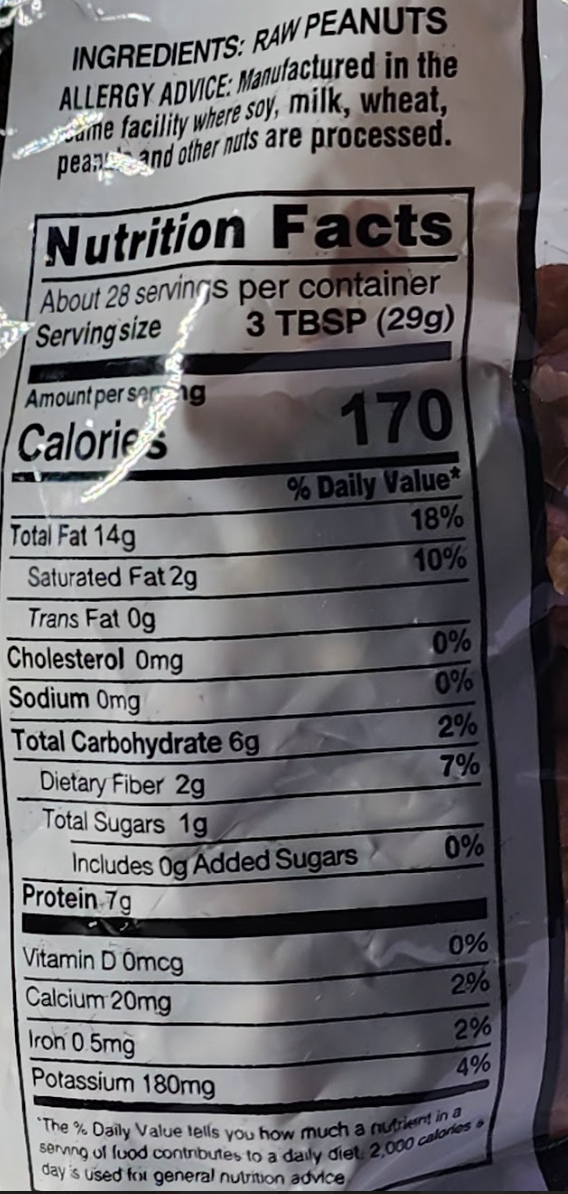 INGREDIENTS: RAW PEANUTS
ALLERGY ADVICE: Manufactured in the
same facility where soy, milk, wheat,
peanuts and other nuts are processed.
Nutrition Facts
About 28 servings per container
Serving size 3 TBSP (29g)
Amount per serving
Calories 170
% Daily Value*
Total Fat 14g 18%
Saturated Fat 2g 10%
Trans Fat 0g
Cholesterol 0mg 0%
Sodium 0mg 0%
Total Carbohydrate 6g 2%
Dietary Fiber 2g 7%
Total Sugars 1g
Includes 0g Added Sugars 0%
Protein 7g
Vitamin D 0mcg 0%
Calcium 20mg 2%
Iron 0.5mg 2%
Potassium 180mg 4%
*The % Daily Value tells you how much a nutrient in a
serving of food contributes to a daily diet. 2,000 calories a
day is used for general nutrition advice.